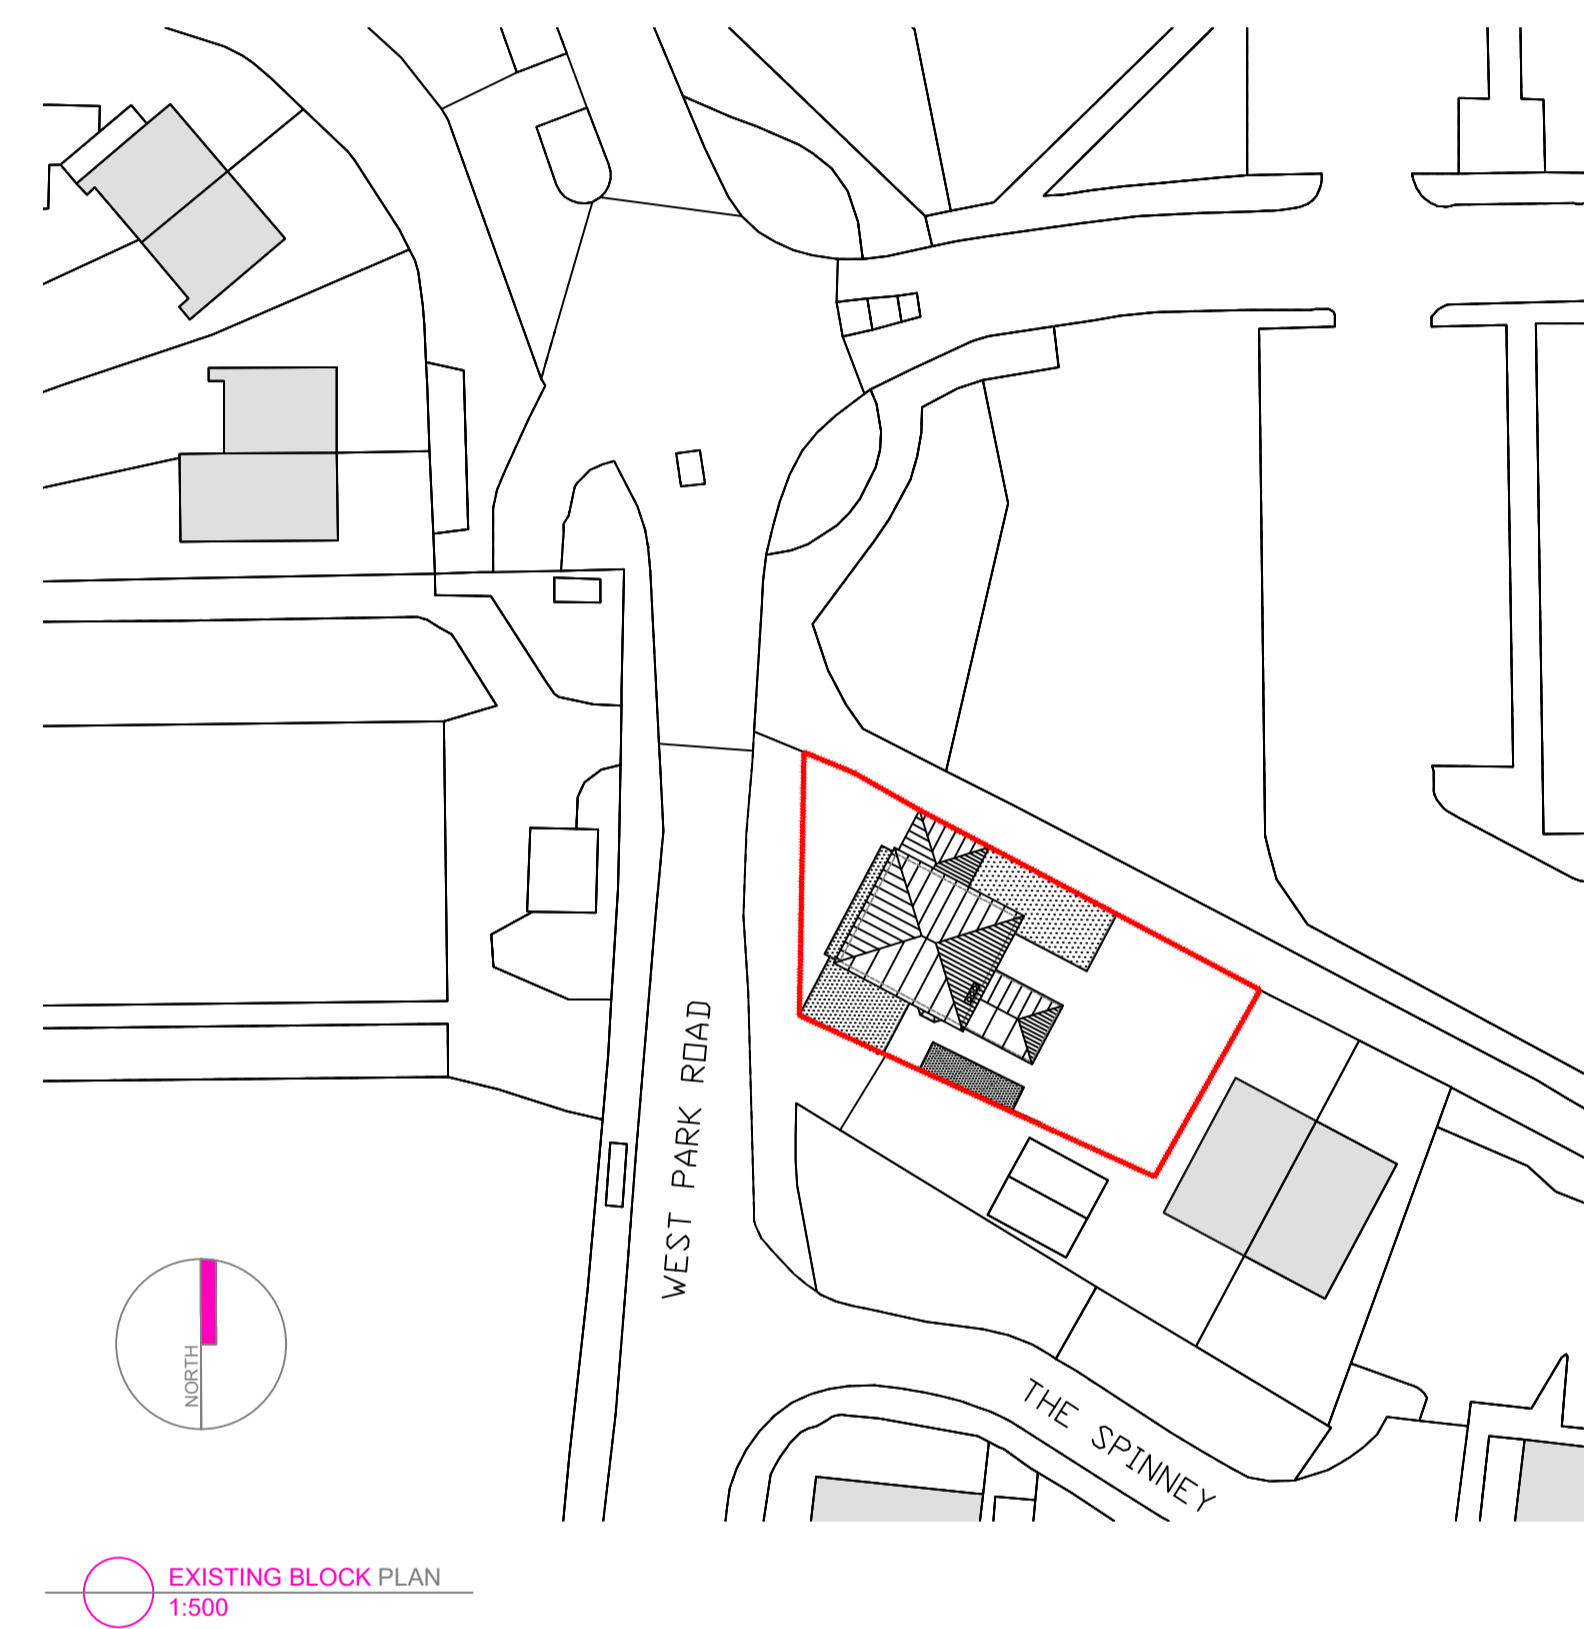 WEST PARK ROAD
NORTH
THE SPINNEY
EXISTING BLOCK PLAN
1:500